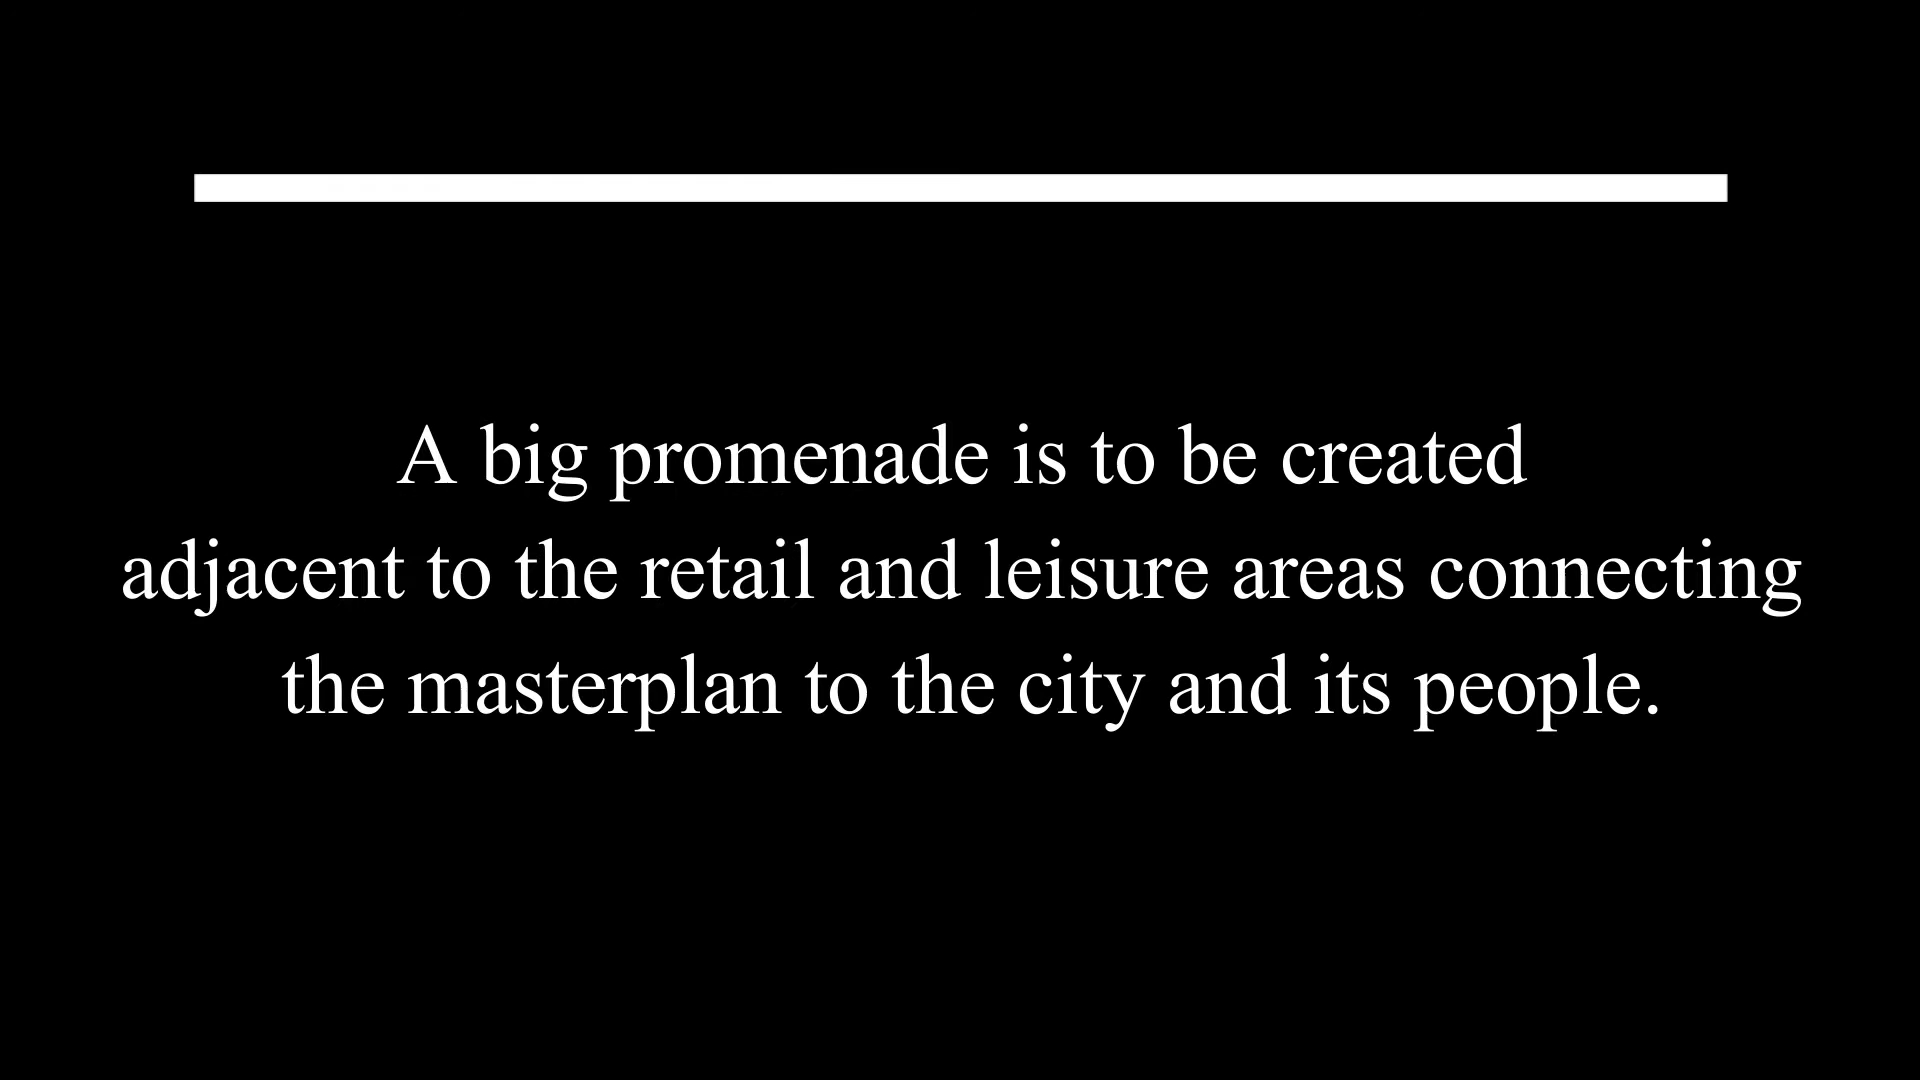 A big promenade is to be created
adjacent to the retail and leisure areas connecting
the masterplan to the city and its people.